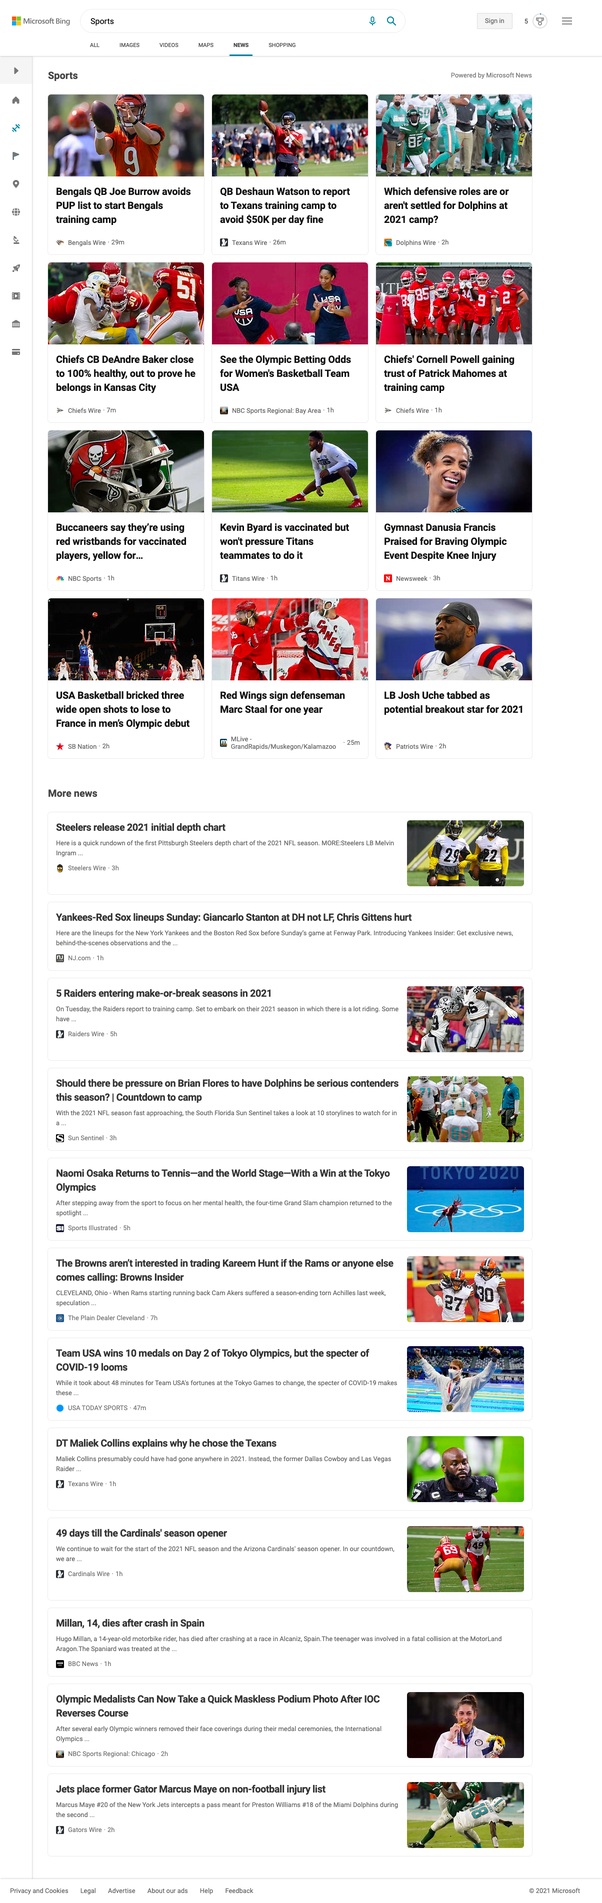 Microsoft Bing
Sports
Sign in
5
ALL
IMAGES
VIDEOS
MAPS
NEWS
SHOPPING
Sports
Powered by Microsoft News
Bengals QB Joe Burrow avoids
PUP list to start Bengals
training camp
Bengals Wire · 29m
QB Deshaun Watson to report
to Texans training camp to
avoid $50K per day fine
Texans Wire · 26m
Which defensive roles are or
aren't settled for Dolphins at
2021 camp?
Dolphins Wire · 2h
Chiefs CB DeAndre Baker close
to 100% healthy, out to prove he
belongs in Kansas City
Chiefs Wire · 7m
See the Olympic Betting Odds
for Women's Basketball Team
USA
NBC Sports Regional: Bay Area · 1h
Chiefs' Cornell Powell gaining
trust of Patrick Mahomes at
training camp
Chiefs Wire · 1h
Buccaneers say they're using
red wristbands for vaccinated
players, yellow for...
NBC Sports · 1h
Kevin Byard is vaccinated but
won't pressure Titans
teammates to do it
Titans Wire · 1h
Gymnast Danusia Francis
Praised for Braving Olympic
Event Despite Knee Injury
Newsweek · 3h
USA Basketball bricked three
wide open shots to lose to
France in men's Olympic debut
SB Nation · 2h
Red Wings sign defenseman
Marc Staal for one year
MLive -
GrandRapids/Muskegon/Kalamazoo · 25m
LB Josh Uche tabbed as
potential breakout star for 2021
Patriots Wire · 2h
More news
Steelers release 2021 initial depth chart
Here is a quick rundown of the first Pittsburgh Steelers depth chart of the 2021 NFL season. MORE:Steelers LB Melvin
Ingram ...
Steelers Wire · 3h
Yankees-Red Sox lineups Sunday: Giancarlo Stanton at DH not LF, Chris Gittens hurt
Here are the lineups for the New York Yankees and the Boston Red Sox before Sunday's game at Fenway Park. Introducing Yankees Insider: Get exclusive news,
behind-the-scenes observations and the ...
NJ.com · 1h
5 Raiders entering make-or-break seasons in 2021
On Tuesday, the Raiders report to training camp. Set to embark on their 2021 season in which there is a lot riding. Some
have ...
Raiders Wire · 5h
Should there be pressure on Brian Flores to have Dolphins be serious contenders
this season? | Countdown to camp
With the 2021 NFL season fast approaching, the South Florida Sun Sentinel takes a look at 10 storylines to watch for in
a ...
Sun Sentinel · 3h
Naomi Osaka Returns to Tennis—and the World Stage—With a Win at the Tokyo
Olympics
After stepping away from the sport to focus on her mental health, the four-time Grand Slam champion returned to the
spotlight ...
Sports Illustrated · 5h
TOKYO 2020
The Browns aren't interested in trading Kareem Hunt if the Rams or anyone else
comes calling: Browns Insider
CLEVELAND, Ohio - When Rams starting running back Cam Akers suffered a season-ending torn Achilles last week,
speculation ...
The Plain Dealer Cleveland · 7h
Team USA wins 10 medals on Day 2 of Tokyo Olympics, but the specter of
COVID-19 looms
While it took about 48 minutes for Team USA's fortunes at the Tokyo Games to change, the specter of COVID-19 makes
these ...
USA TODAY SPORTS · 47m
DT Maliek Collins explains why he chose the Texans
Maliek Collins presumably could have had gone anywhere in 2021. Instead, the former Dallas Cowboy and Las Vegas
Raider ...
Texans Wire · 1h
49 days till the Cardinals' season opener
We continue to wait for the start of the 2021 NFL season and the Arizona Cardinals' season opener. In our countdown,
we are ...
Cardinals Wire · 1h
Millan, 14, dies after crash in Spain
Hugo Millan, a 14-year-old motorbike rider, has died after crashing at a race in Alcaniz, Spain.The teenager was involved in a fatal collision at the MotorLand
Aragon.The Spaniard was treated at the ...
BBC News · 1h
Olympic Medalists Can Now Take a Quick Maskless Podium Photo After IOC
Reverses Course
After several early Olympic winners removed their face coverings during their medal ceremonies, the International
Olympics ...
NBC Sports Regional: Chicago · 2h
Jets place former Gator Marcus Maye on non-football injury list
Marcus Maye #20 of the New York Jets intercepts a pass meant for Preston Williams #18 of the Miami Dolphins during
the second ...
Gators Wire · 2h
Privacy and Cookies
Legal
Advertise
About our ads
Help
Feedback
© 2021 Microsoft